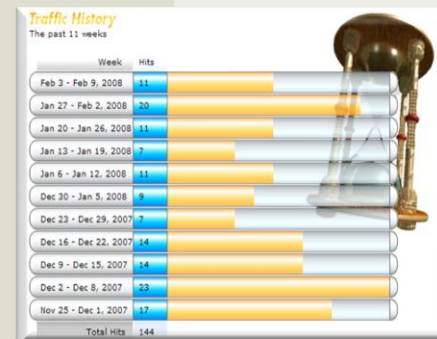 Traffic History
The past 11 weeks
Week Hits
Feb 3 - Feb 9, 2008 11
Jan 27 - Feb 2, 2008 20
Jan 20 - Jan 26, 2008 11
Jan 13 - Jan 19, 2008 7
Jan 6 - Jan 12, 2008 11
Dec 30 - Jan 5, 2008 9
Dec 23 - Dec 29, 2007 7
Dec 16 - Dec 22, 2007 14
Dec 9 - Dec 15, 2007 14
Dec 2 - Dec 8, 2007 23
Nov 25 - Dec 1, 2007 17
Total Hits 144